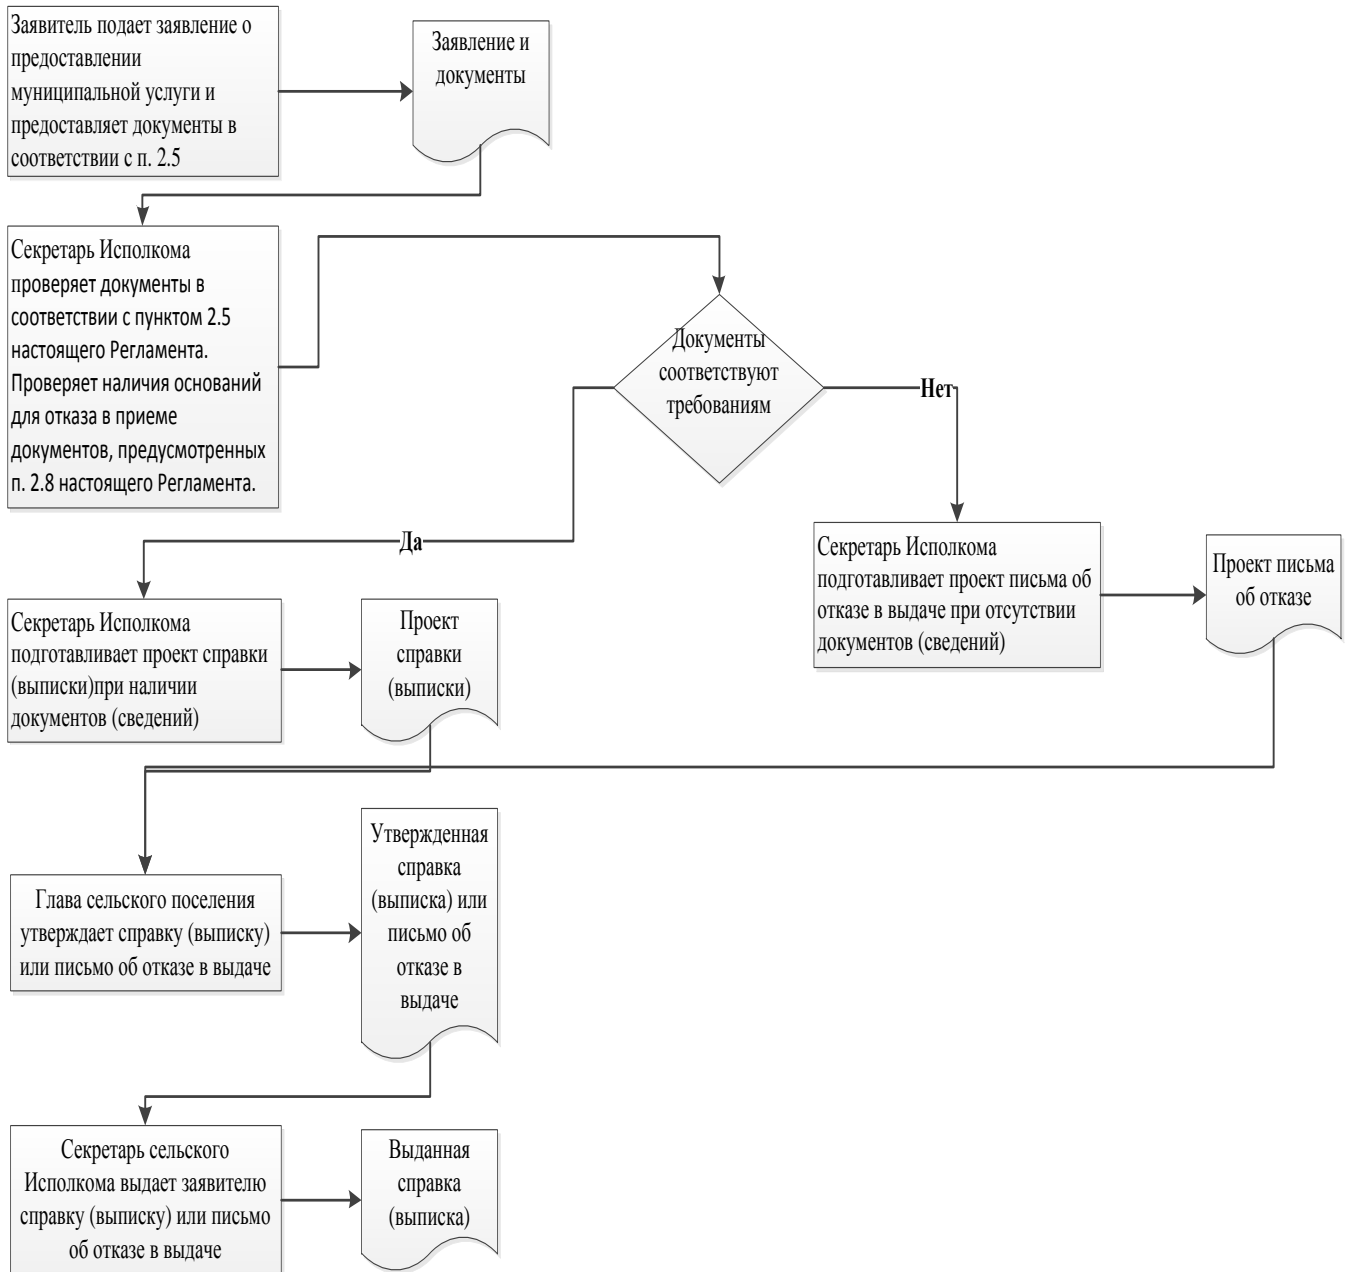 Заявитель подает заявление о
предоставлении
муниципальной услуги и
предоставляет документы в
соответствии с п. 2.5
Заявление и
документы
Секретарь Исполкома
проверяет документы в
соответствии с пунктом 2.5
настоящего Регламента.
Проверяет наличия оснований
для отказа в приеме
документов, предусмотренных
п. 2.8 настоящего Регламента.
Документы
соответствуют
требованиям
Нет
Да
Секретарь Исполкома
подготавливает проект письма об
отказе в выдаче при отсутствии
документов (сведений)
Проект письма
об отказе
Секретарь Исполкома
подготавливает проект справки
(выписки)при наличии
документов (сведений)
Проект
справки
(выписки)
Глава сельского поселения
утверждает справку (выписку)
или письмо об отказе в выдаче
Утвержденная
справка
(выписка) или
письмо об
отказе в
выдаче
Секретарь сельского
Исполкома выдает заявителю
справку (выписку) или письмо
об отказе в выдаче
Выданная
справка
(выписка)